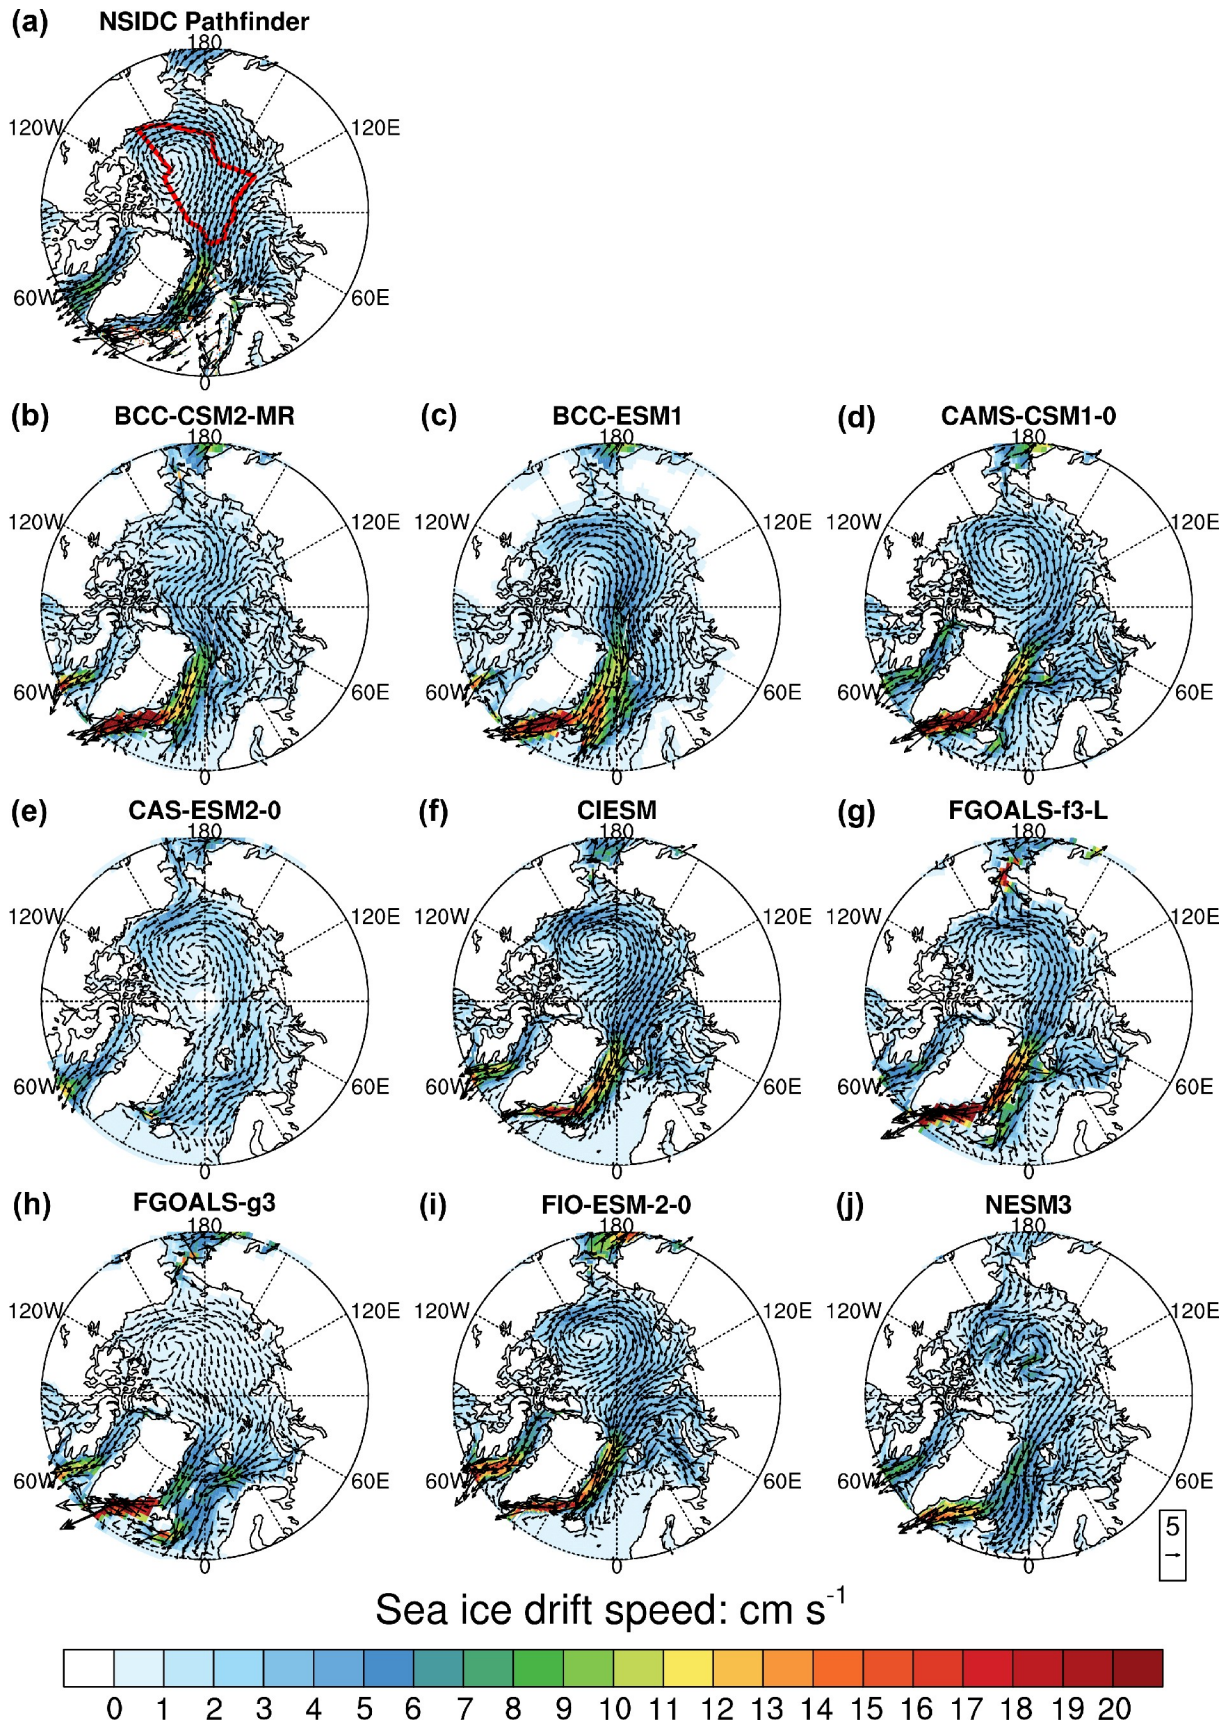 (a) NSIDC Pathfinder
180
120W 120E
60W 60E
0
(b) BCC-CSM2-MR (c) BCC-ESM1 (d) CAMS-CSM1-0
180 180 180
120W 120E 120W 120E 120W 120E
60W 60E 60W 60E 60W 60E
0 0 0
(e) CAS-ESM2-0 (f) CIESM (g) FGOALS-f3-L
180 180 180
120W 120E 120W 120E 120W 120E
60W 60E 60W 60E 60W 60E
0 0 0
(h) FGOALS-g3 (i) FIO-ESM-2-0 (j) NESM3
180 180 180
120W 120E 120W 120E 120W 120E
60W 60E 60W 60E 60W 60E
5
0 0 0
Sea ice drift speed: cm s⁻¹
0 1 2 3 4 5 6 7 8 9 10 11 12 13 14 15 16 17 18 19 20